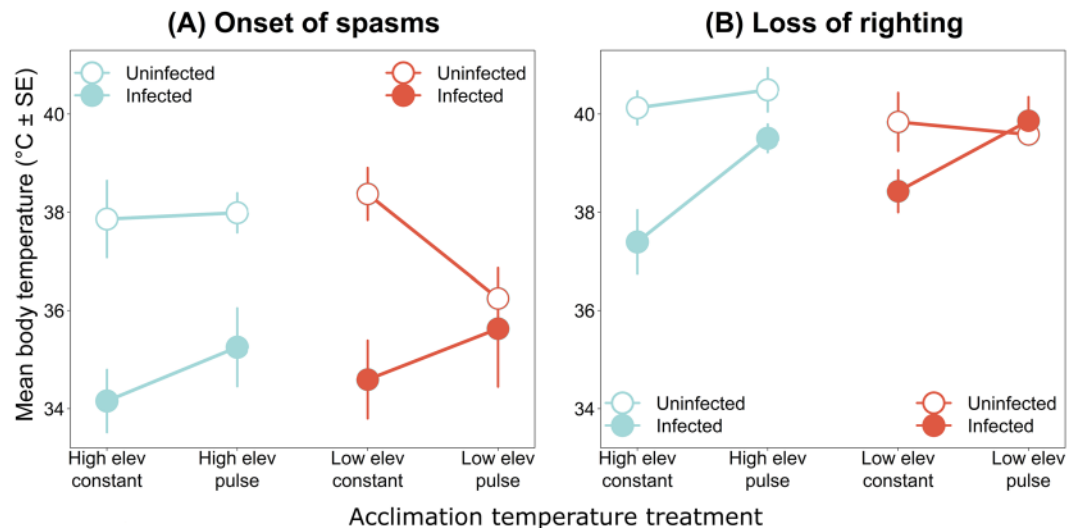 (A) Onset of spasms
(B) Loss of righting
Mean body temperature (°C ± SE)
40
38
36
34
Uninfected
Infected
Uninfected
Infected
High elev
constant
High elev
pulse
Low elev
constant
Low elev
pulse
40
38
36
34
Uninfected
Infected
Uninfected
Infected
High elev
constant
High elev
pulse
Low elev
constant
Low elev
pulse
Acclimation temperature treatment